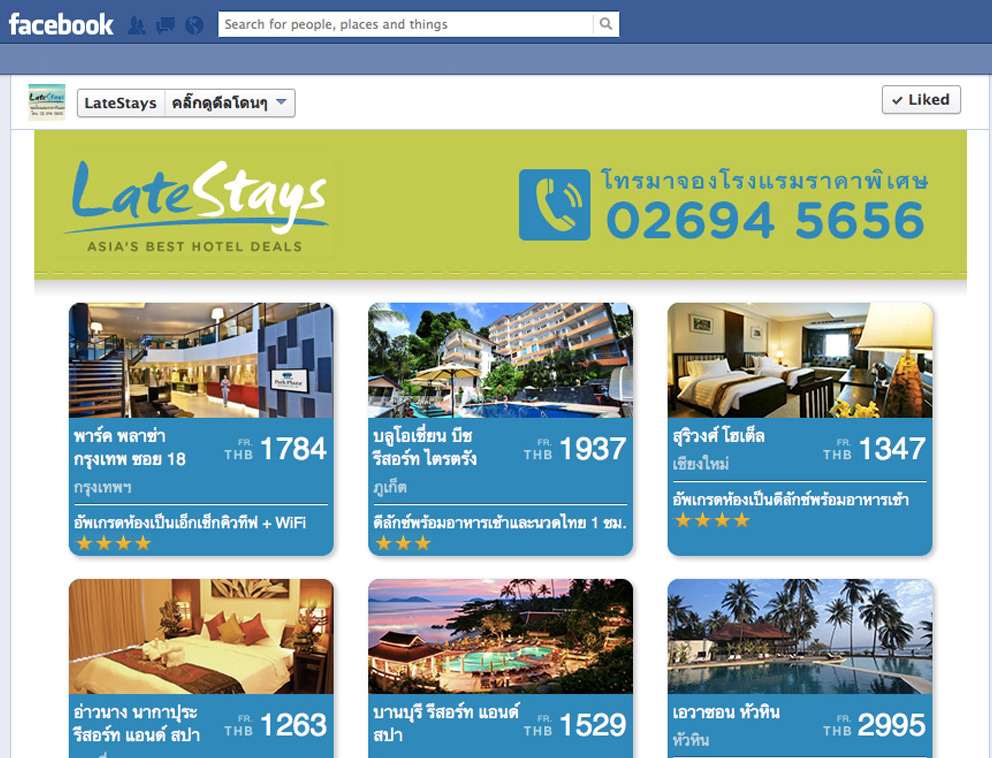 facebook
Search for people, places and things
LateStays คลิ๊กดูดีลโดนๆ
Liked
LateStays
ASIA'S BEST HOTEL DEALS
โทรมาจองโรงแรมราคาพิเศษ
02694 5656
Park Plaza
พาร์ค พลาซ่า
กรุงเทพ ซอย 18
FR. THB 1784
กรุงเทพฯ
อัพเกรดห้องเป็นเอ็กเซ็กคิวทีฟ + WiFi
บลูโอเชี่ยน บีช
รีสอร์ท ไตรตรัง
FR. THB 1937
ภูเก็ต
ดีลักซ์พร้อมอาหารเช้าและนวดไทย 1 ชม.
สุริวงศ์ โฮเต็ล
FR. THB 1347
เชียงใหม่
อัพเกรดห้องเป็นดีลักซ์พร้อมอาหารเช้า
อ่าวนาง นากาปุระ
รีสอร์ท แอนด์ สปา
FR. THB 1263
บานบุรี รีสอร์ท แอนด์
สปา
FR. THB 1529
เอวาซอน หัวหิน
FR. THB 2995
หัวหิน